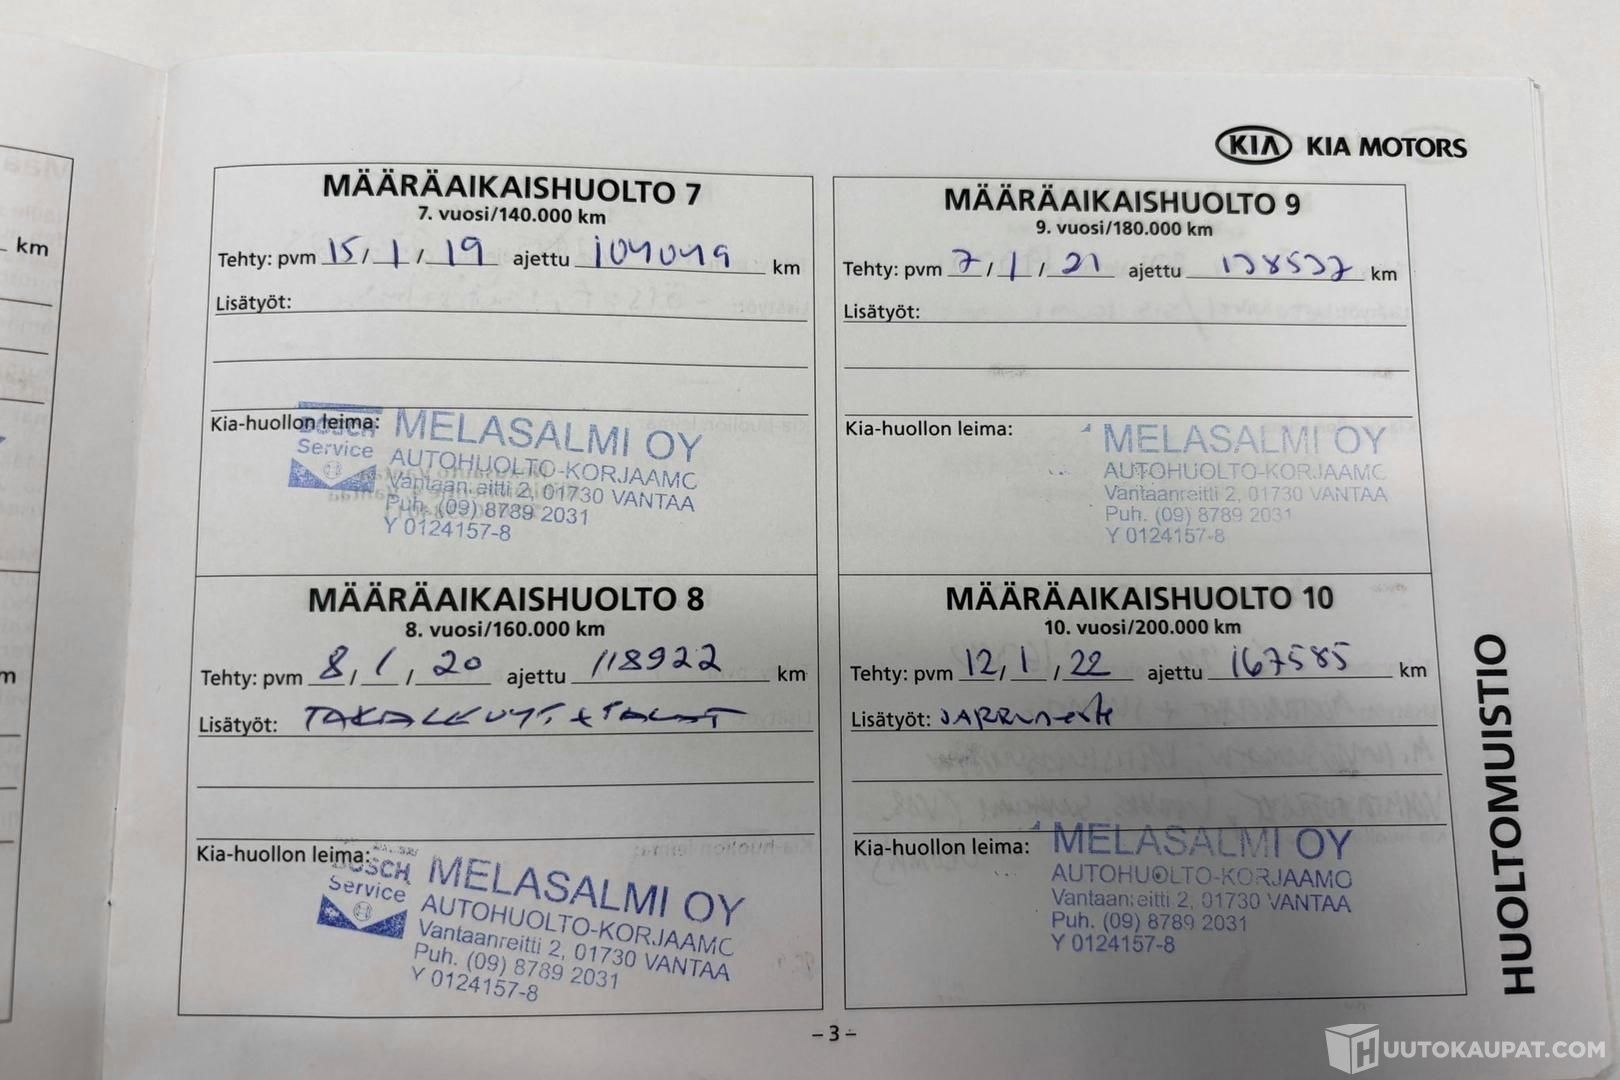 KIA KIA MOTORS
MÄÄRÄAIKAISHUOLTO 7
7. vuosi/140.000 km
Tehty: pvm 15 / 1 / 19 ajettu 104049 km
Lisätyöt:
Kia-huollon leima:
BOSCH Service
MELASALMI OY
AUTOHUOLTO-KORJAAMO
Vantaanreitti 2, 01730 VANTAA
Puh. (09) 8789 2031
Y 0124157-8
MÄÄRÄAIKAISHUOLTO 8
8. vuosi/160.000 km
Tehty: pvm 8 / 1 / 20 ajettu 118922 km
Lisätyöt:
Kia-huollon leima:
BOSCH Service
MELASALMI OY
AUTOHUOLTO-KORJAAMO
Vantaanreitti 2, 01730 VANTAA
Puh. (09) 8789 2031
Y 0124157-8
MÄÄRÄAIKAISHUOLTO 9
9. vuosi/180.000 km
Tehty: pvm 7 / 1 / 21 ajettu 138537 km
Lisätyöt:
Kia-huollon leima:
MELASALMI OY
AUTOHUOLTO-KORJAAMO
Vantaanreitti 2, 01730 VANTAA
Puh. (09) 8789 2031
Y 0124157-8
MÄÄRÄAIKAISHUOLTO 10
10. vuosi/200.000 km
Tehty: pvm 12 / 1 / 22 ajettu 167585 km
Lisätyöt: JARRUNESTE
Kia-huollon leima:
MELASALMI OY
AUTOHUOLTO-KORJAAMO
Vantaanreitti 2, 01730 VANTAA
Puh. (09) 8789 2031
Y 0124157-8
HUOLTOMUISTIO
– 3 –
km
HUUTOKAUPAT.COM